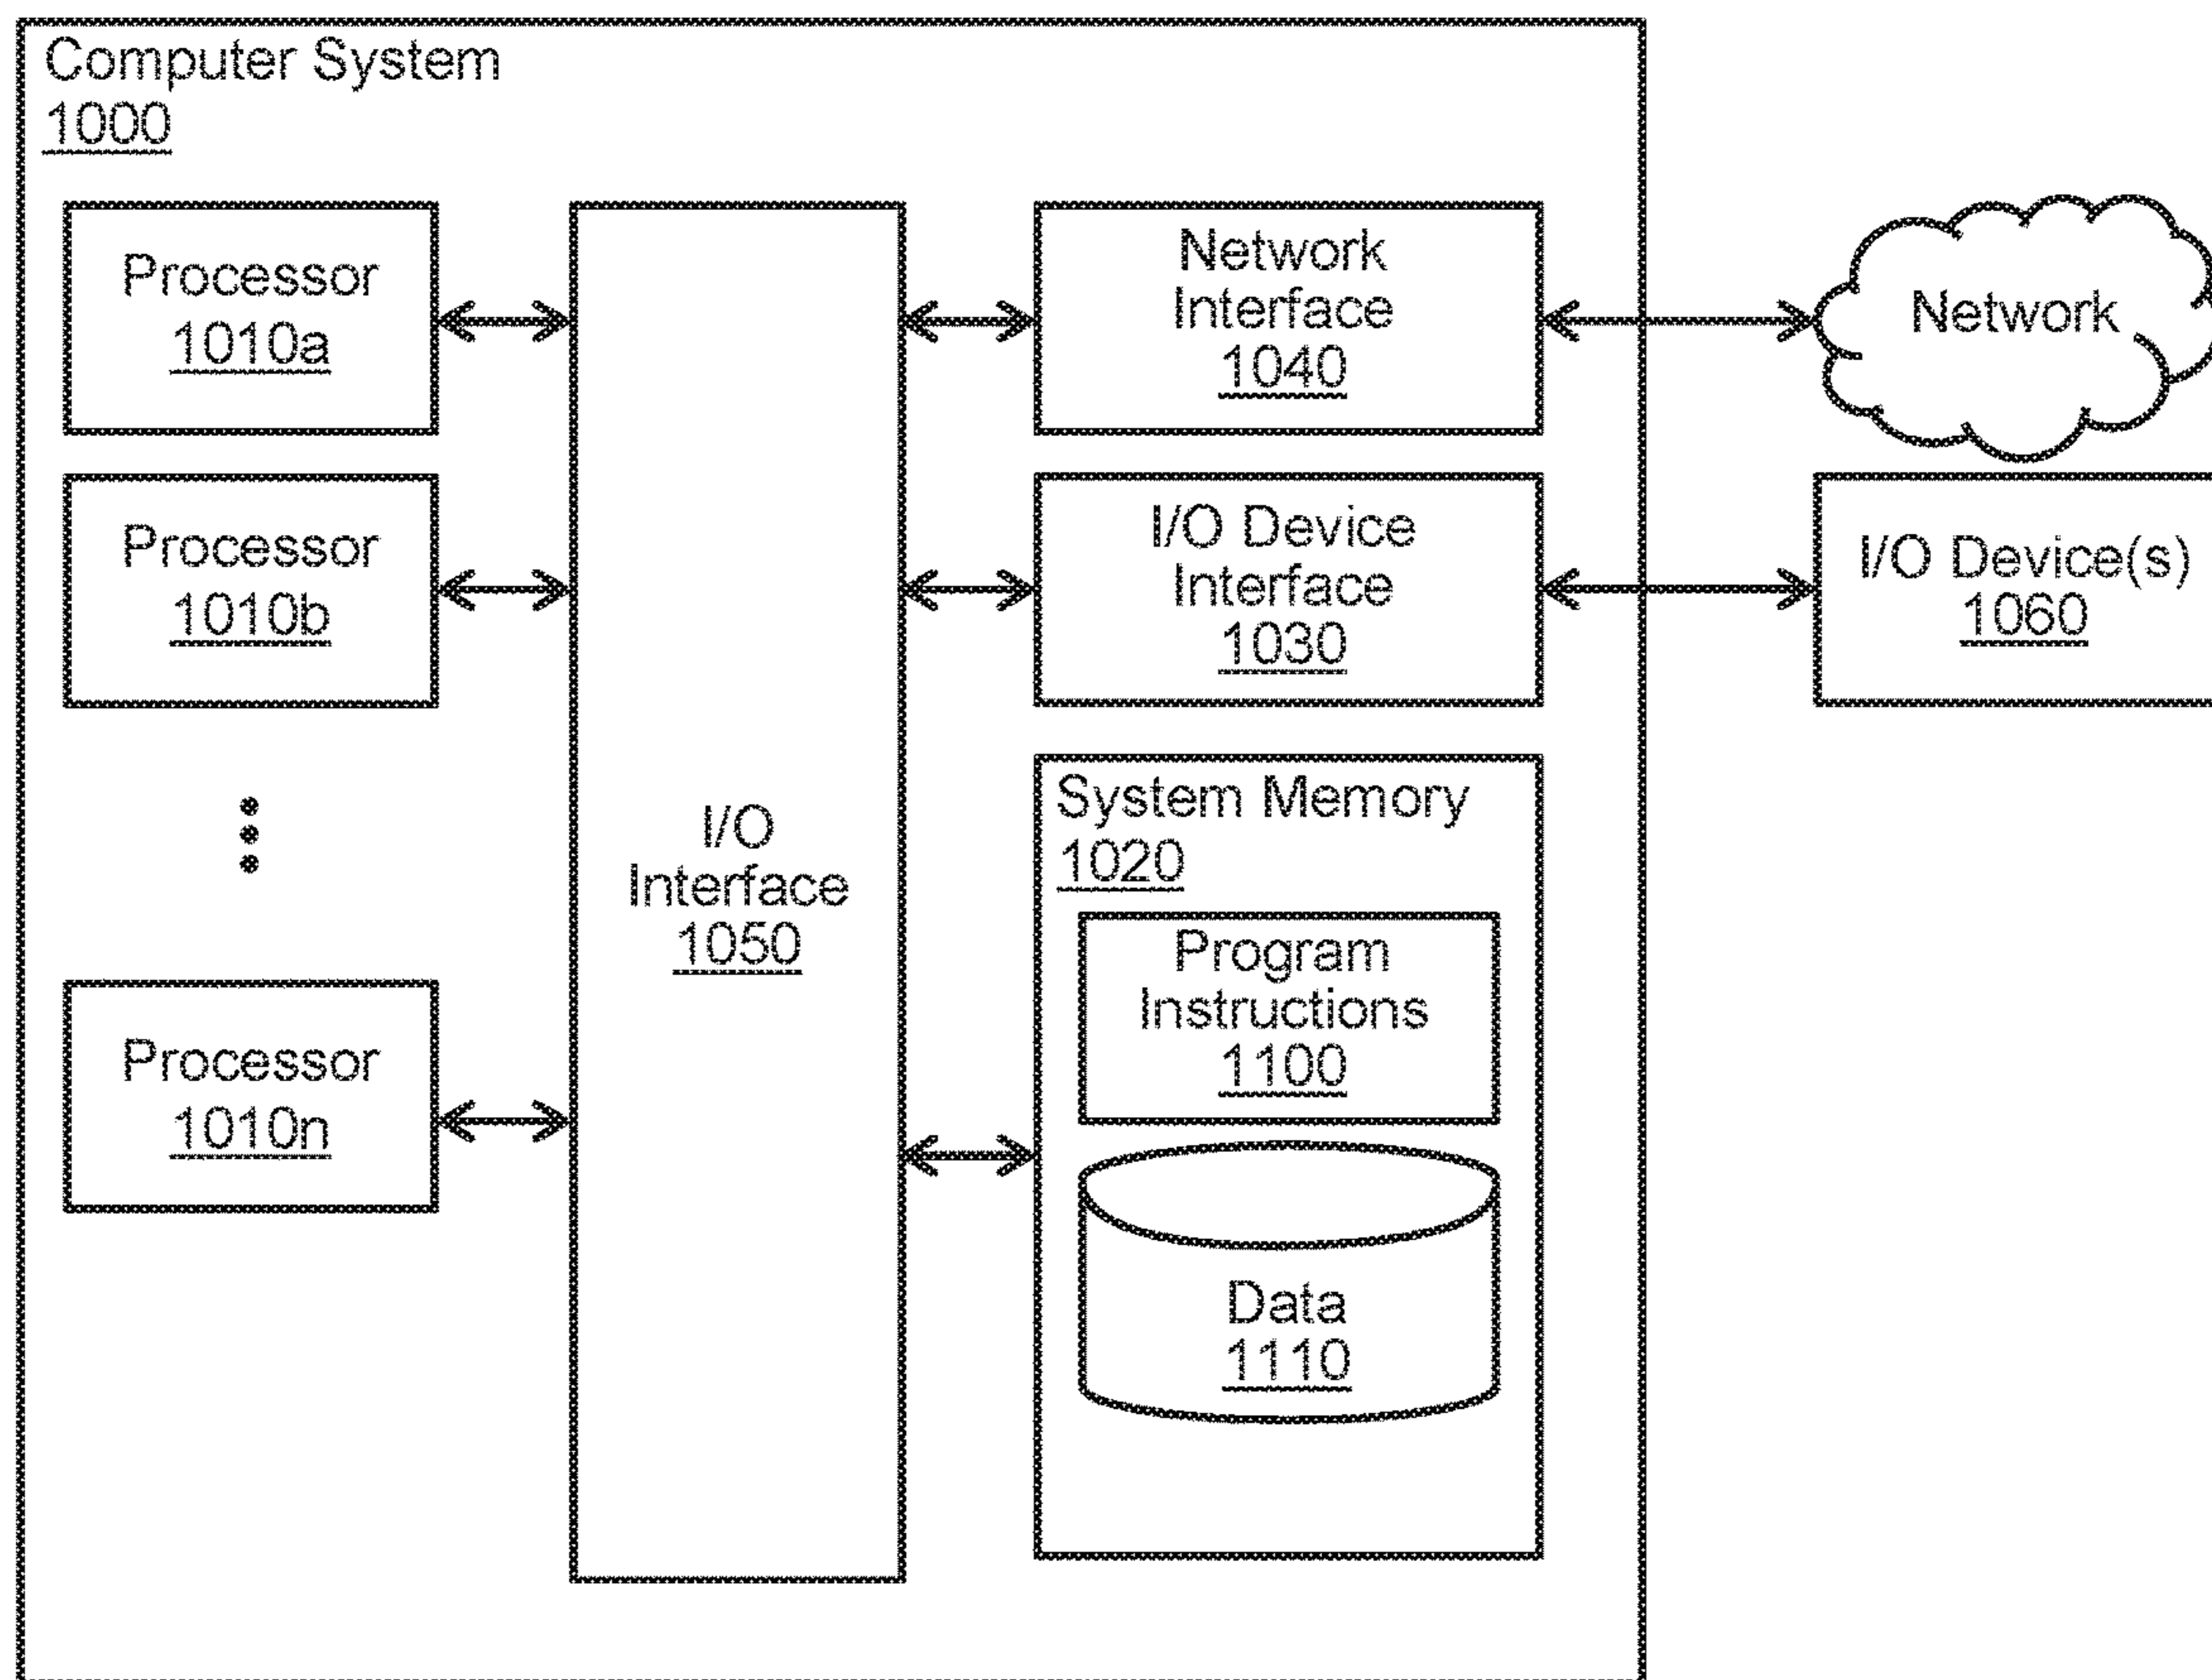 Computer System
1000
Processor
1010a
Processor
1010b
Processor
1010n
I/O
Interface
1050
Network
Interface
1040
I/O Device
Interface
1030
System Memory
1020
Program
Instructions
1100
Data
1110
Network
I/O Device(s)
1060